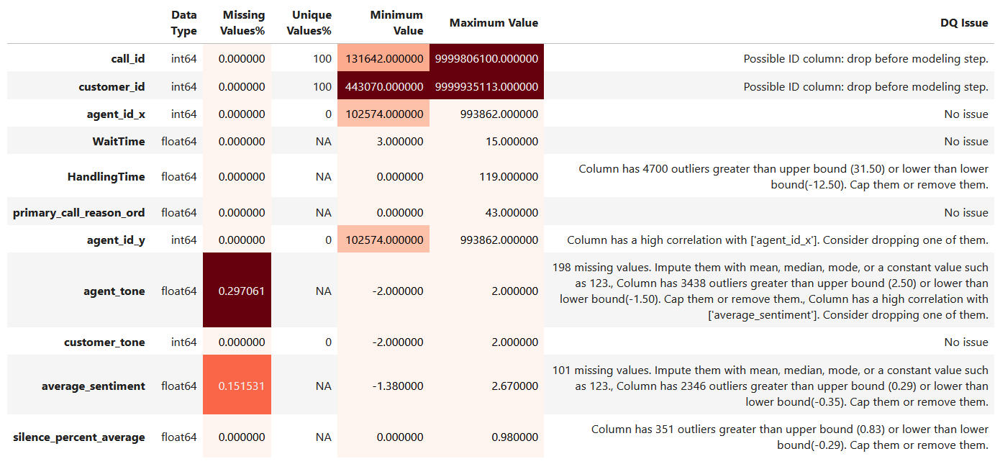 Data Type Missing Values% Unique Values% Minimum Value Maximum Value DQ Issue
call_id int64 0.000000 100 131642.000000 9999806100.000000 Possible ID column: drop before modeling step.
customer_id int64 0.000000 100 443070.000000 9999935113.000000 Possible ID column: drop before modeling step.
agent_id_x int64 0.000000 0 102574.000000 993862.000000 No issue
WaitTime float64 0.000000 NA 3.000000 15.000000 No issue
HandlingTime float64 0.000000 NA 0.000000 119.000000 Column has 4700 outliers greater than upper bound (31.50) or lower than lower
bound(-12.50). Cap them or remove them.
primary_call_reason_ord float64 0.000000 NA 0.000000 43.000000 No issue
agent_id_y int64 0.000000 0 102574.000000 993862.000000 Column has a high correlation with ['agent_id_x']. Consider dropping one of them.
agent_tone float64 0.297061 NA -2.000000 2.000000 198 missing values. Impute them with mean, median, mode, or a constant value such
as 123., Column has 3438 outliers greater than upper bound (2.50) or lower than
lower bound(-1.50). Cap them or remove them., Column has a high correlation with
['average_sentiment']. Consider dropping one of them.
customer_tone int64 0.000000 0 -2.000000 2.000000 No issue
average_sentiment float64 0.151531 NA -1.380000 2.670000 101 missing values. Impute them with mean, median, mode, or a constant value such
as 123., Column has 2346 outliers greater than upper bound (0.29) or lower than
lower bound(-0.35). Cap them or remove them.
silence_percent_average float64 0.000000 NA 0.000000 0.980000 Column has 351 outliers greater than upper bound (0.83) or lower than lower
bound(-0.29). Cap them or remove them.